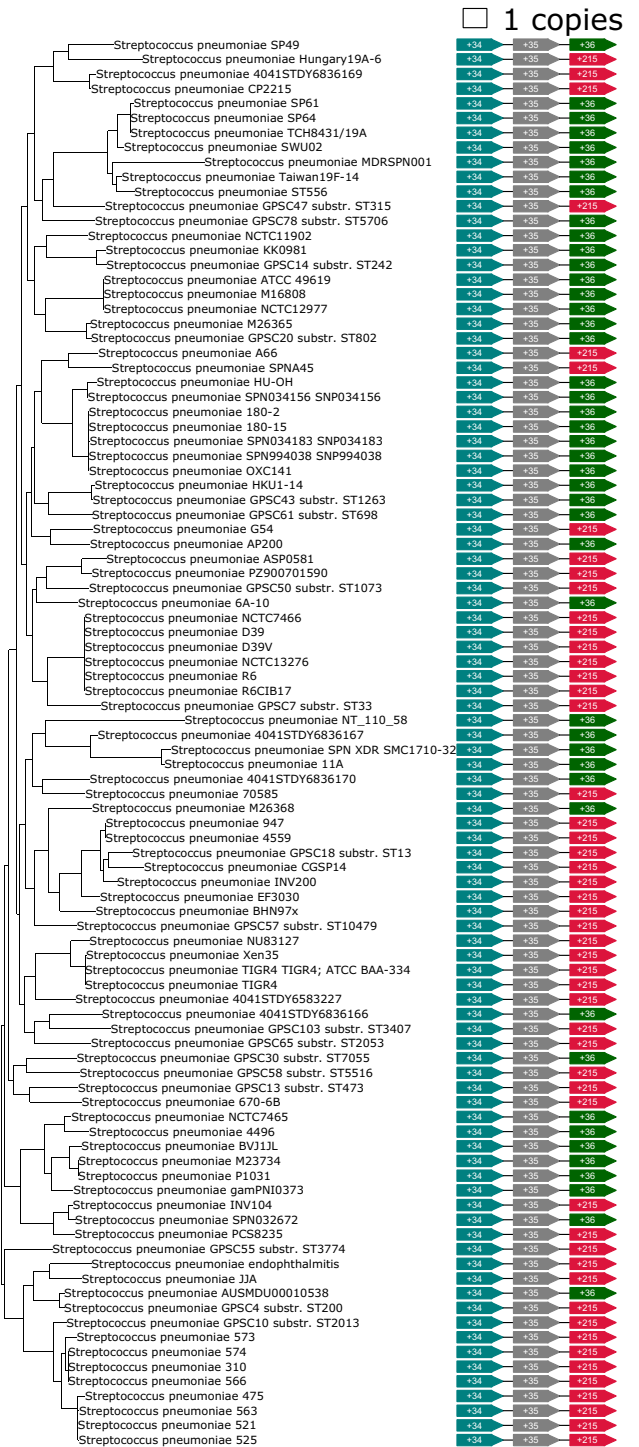 1 copies
Streptococcus pneumoniae SP49 +34 +35 +36
Streptococcus pneumoniae Hungary19A-6 +34 +35 +215
Streptococcus pneumoniae 4041STDY6836169 +34 +35 +215
Streptococcus pneumoniae CP2215 +34 +35 +215
Streptococcus pneumoniae SP61 +34 +35 +36
Streptococcus pneumoniae SP64 +34 +35 +36
Streptococcus pneumoniae TCH8431/19A +34 +35 +36
Streptococcus pneumoniae SWU02 +34 +35 +36
Streptococcus pneumoniae MDRSPN001 +34 +35 +36
Streptococcus pneumoniae Taiwan19F-14 +34 +35 +36
Streptococcus pneumoniae ST556 +34 +35 +36
Streptococcus pneumoniae GPSC47 substr. ST315 +34 +35 +215
Streptococcus pneumoniae GPSC78 substr. ST5706 +34 +35 +36
Streptococcus pneumoniae NCTC11902 +34 +35 +36
Streptococcus pneumoniae KK0981 +34 +35 +36
Streptococcus pneumoniae GPSC14 substr. ST242 +34 +35 +36
Streptococcus pneumoniae ATCC 49619 +34 +35 +36
Streptococcus pneumoniae M16808 +34 +35 +36
Streptococcus pneumoniae NCTC12977 +34 +35 +36
Streptococcus pneumoniae M26365 +34 +35 +36
Streptococcus pneumoniae GPSC20 substr. ST802 +34 +35 +36
Streptococcus pneumoniae A66 +34 +35 +215
Streptococcus pneumoniae SPNA45 +34 +35 +215
Streptococcus pneumoniae HU-OH +34 +35 +36
Streptococcus pneumoniae SPN034156 SNP034156 +34 +35 +36
Streptococcus pneumoniae 180-2 +34 +35 +36
Streptococcus pneumoniae 180-15 +34 +35 +36
Streptococcus pneumoniae SPN034183 SNP034183 +34 +35 +36
Streptococcus pneumoniae SPN994038 SNP994038 +34 +35 +36
Streptococcus pneumoniae OXC141 +34 +35 +36
Streptococcus pneumoniae HKU1-14 +34 +35 +36
Streptococcus pneumoniae GPSC43 substr. ST1263 +34 +35 +36
Streptococcus pneumoniae GPSC61 substr. ST698 +34 +35 +36
Streptococcus pneumoniae G54 +34 +35 +215
Streptococcus pneumoniae AP200 +34 +35 +36
Streptococcus pneumoniae ASP0581 +34 +35 +215
Streptococcus pneumoniae PZ900701590 +34 +35 +215
Streptococcus pneumoniae GPSC50 substr. ST1073 +34 +35 +215
Streptococcus pneumoniae 6A-10 +34 +35 +36
Streptococcus pneumoniae NCTC7466 +34 +35 +215
Streptococcus pneumoniae D39 +34 +35 +215
Streptococcus pneumoniae D39V +34 +35 +215
Streptococcus pneumoniae NCTC13276 +34 +35 +215
Streptococcus pneumoniae R6 +34 +35 +215
Streptococcus pneumoniae R6CIB17 +34 +35 +215
Streptococcus pneumoniae GPSC7 substr. ST33 +34 +35 +215
Streptococcus pneumoniae NT_110_58 +34 +35 +36
Streptococcus pneumoniae 4041STDY6836167 +34 +35 +36
Streptococcus pneumoniae SPN XDR SMC1710-32 +34 +35 +36
Streptococcus pneumoniae 11A +34 +35 +36
Streptococcus pneumoniae 4041STDY6836170 +34 +35 +36
Streptococcus pneumoniae 70585 +34 +35 +215
Streptococcus pneumoniae M26368 +34 +35 +36
Streptococcus pneumoniae 947 +34 +35 +215
Streptococcus pneumoniae 4559 +34 +35 +215
Streptococcus pneumoniae GPSC18 substr. ST13 +34 +35 +215
Streptococcus pneumoniae CGSP14 +34 +35 +215
Streptococcus pneumoniae INV200 +34 +35 +215
Streptococcus pneumoniae EF3030 +34 +35 +215
Streptococcus pneumoniae BHN97x +34 +35 +215
Streptococcus pneumoniae GPSC57 substr. ST10479 +34 +35 +215
Streptococcus pneumoniae NU83127 +34 +35 +215
Streptococcus pneumoniae Xen35 +34 +35 +215
Streptococcus pneumoniae TIGR4 TIGR4; ATCC BAA-334 +34 +35 +215
Streptococcus pneumoniae TIGR4 +34 +35 +215
Streptococcus pneumoniae 4041STDY6583227 +34 +35 +215
Streptococcus pneumoniae 4041STDY6836166 +34 +35 +36
Streptococcus pneumoniae GPSC103 substr. ST3407 +34 +35 +215
Streptococcus pneumoniae GPSC65 substr. ST2053 +34 +35 +215
Streptococcus pneumoniae GPSC30 substr. ST7055 +34 +35 +36
Streptococcus pneumoniae GPSC58 substr. ST5516 +34 +35 +215
Streptococcus pneumoniae GPSC13 substr. ST473 +34 +35 +215
Streptococcus pneumoniae 670-6B +34 +35 +215
Streptococcus pneumoniae NCTC7465 +34 +35 +36
Streptococcus pneumoniae 4496 +34 +35 +36
Streptococcus pneumoniae BVJ1JL +34 +35 +36
Streptococcus pneumoniae M23734 +34 +35 +36
Streptococcus pneumoniae P1031 +34 +35 +36
Streptococcus pneumoniae gamPNI0373 +34 +35 +36
Streptococcus pneumoniae INV104 +34 +35 +215
Streptococcus pneumoniae SPN032672 +34 +35 +36
Streptococcus pneumoniae PCS8235 +34 +35 +215
Streptococcus pneumoniae GPSC55 substr. ST3774 +34 +35 +215
Streptococcus pneumoniae endophthalmitis +34 +35 +215
Streptococcus pneumoniae JJA +34 +35 +215
Streptococcus pneumoniae AUSMDU00010538 +34 +35 +36
Streptococcus pneumoniae GPSC4 substr. ST200 +34 +35 +215
Streptococcus pneumoniae GPSC10 substr. ST2013 +34 +35 +215
Streptococcus pneumoniae 573 +34 +35 +215
Streptococcus pneumoniae 574 +34 +35 +215
Streptococcus pneumoniae 310 +34 +35 +215
Streptococcus pneumoniae 566 +34 +35 +215
Streptococcus pneumoniae 475 +34 +35 +215
Streptococcus pneumoniae 563 +34 +35 +215
Streptococcus pneumoniae 521 +34 +35 +215
Streptococcus pneumoniae 525 +34 +35 +215